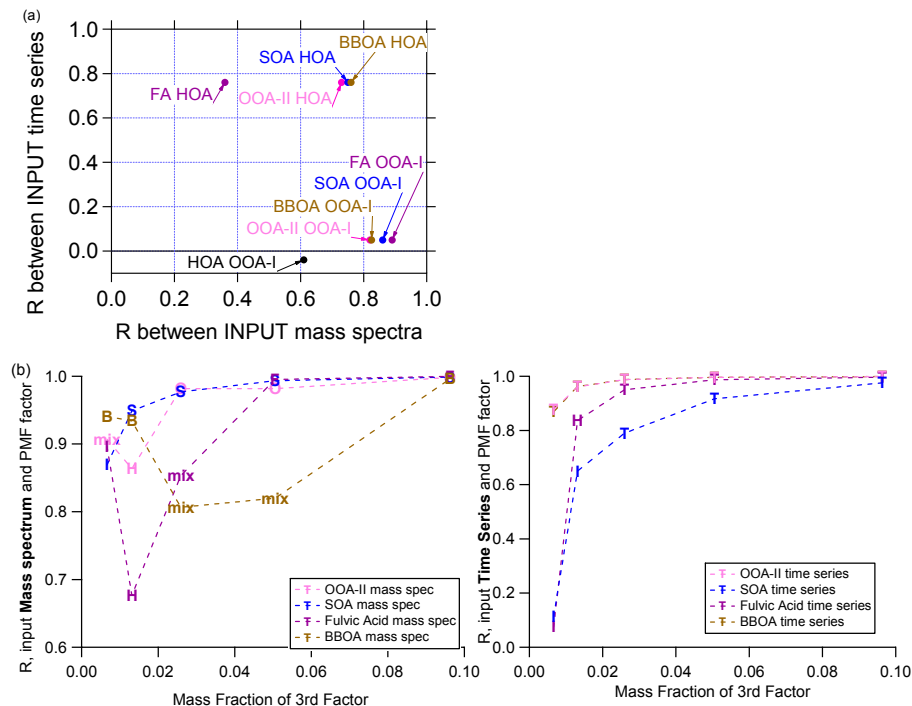 (a)
R between INPUT time series
1.0
0.8
0.6
0.4
0.2
0.0
BBOA HOA
SOA HOA
FA HOA
OOA-II HOA
FA OOA-I
SOA OOA-I
BBOA OOA-I
OOA-II OOA-I
HOA OOA-I
0.0 0.2 0.4 0.6 0.8 1.0
R between INPUT mass spectra
(b)
R, input Mass spectrum and PMF factor
1.0
0.9
0.8
0.7
0.6
B B mix mix
mix H O O
I S S S
I H mix
OOA-II mass spec
SOA mass spec
Fulvic Acid mass spec
BBOA mass spec
0.00 0.02 0.04 0.06 0.08 0.10
Mass Fraction of 3rd Factor
R, input Time Series and PMF factor
1.0
0.8
0.6
0.4
0.2
0.0
T T T T T
T T T T
T T T T T
OOA-II time series
SOA time series
Fulvic Acid time series
BBOA time series
0.00 0.02 0.04 0.06 0.08 0.10
Mass Fraction of 3rd Factor